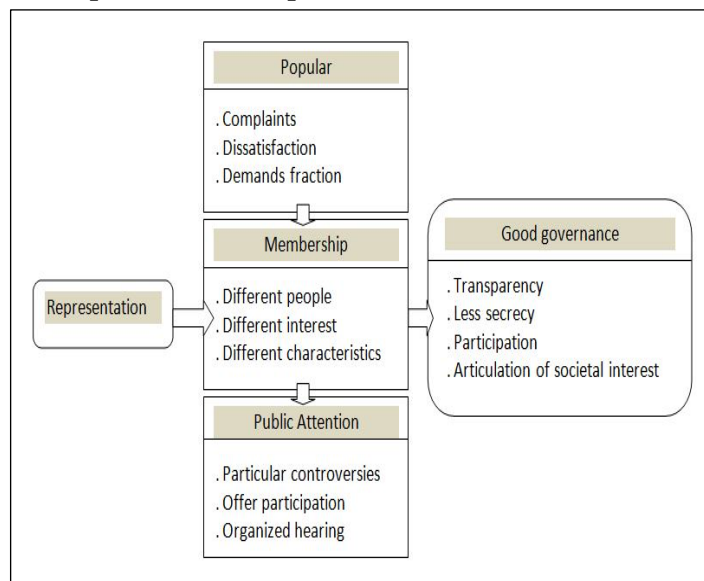 Popular
. Complaints
. Dissatisfaction
. Demands fraction
Representation
Membership
. Different people
. Different interest
. Different characteristics
Good governance
. Transparency
. Less secrecy
. Participation
. Articulation of societal interest
Public Attention
. Particular controversies
. Offer participation
. Organized hearing